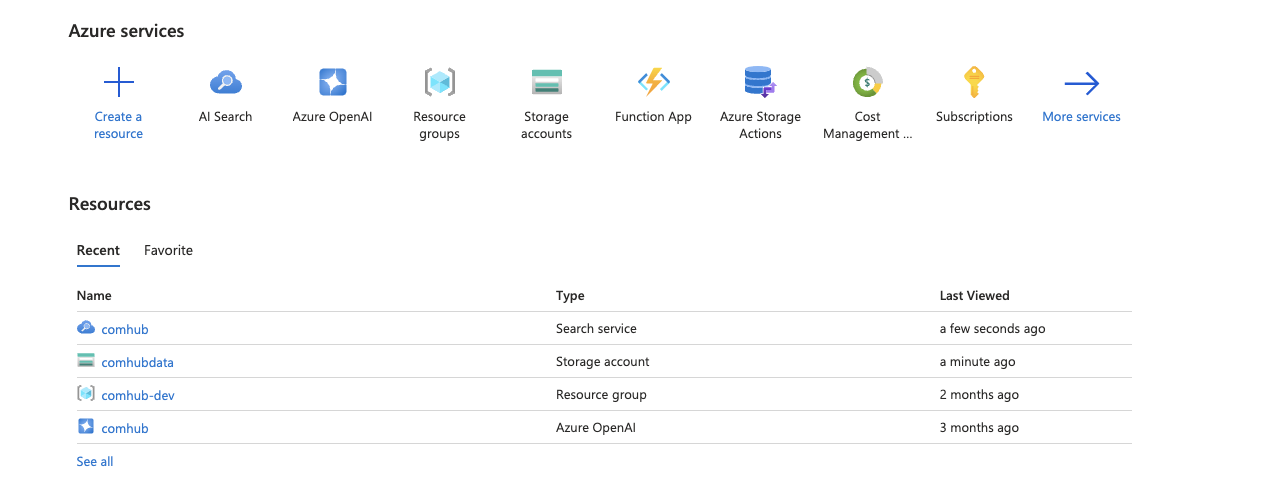 Azure services
Create a resource
AI Search
Azure OpenAI
Resource groups
Storage accounts
Function App
Azure Storage Actions
Cost Management ...
Subscriptions
More services
Resources
Recent Favorite
Name Type Last Viewed
comhub Search service a few seconds ago
comhubdata Storage account a minute ago
comhub-dev Resource group 2 months ago
comhub Azure OpenAI 3 months ago
See all